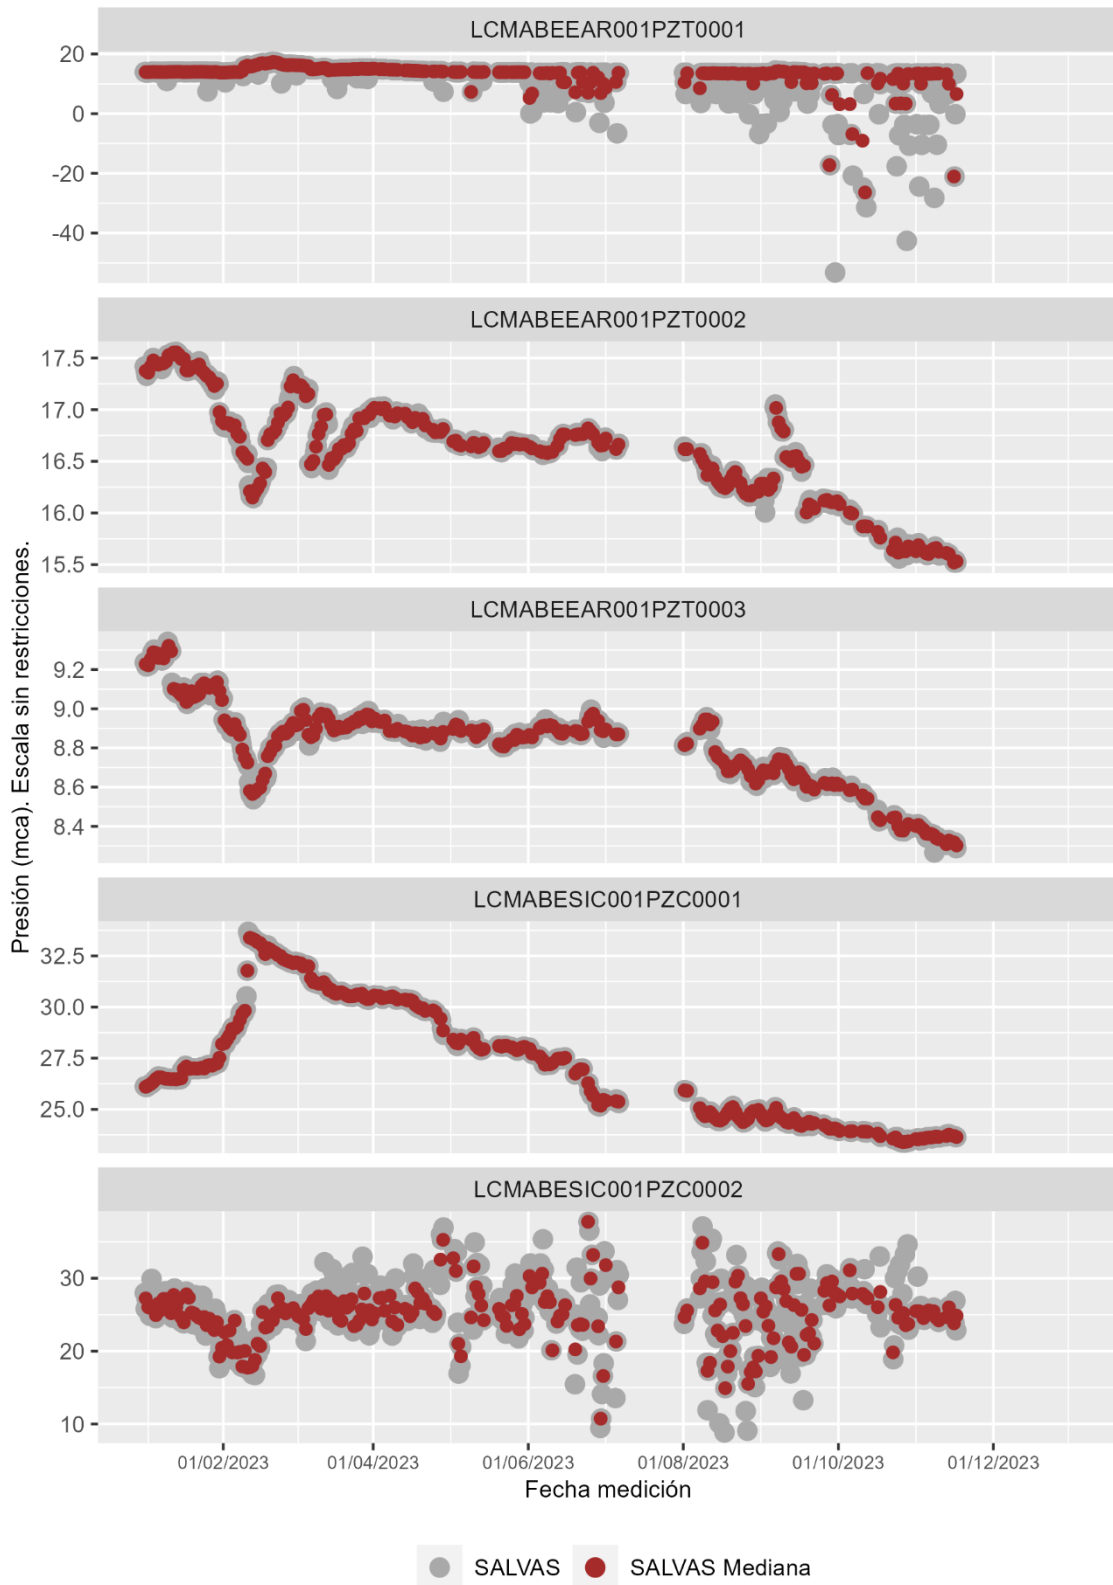 LCMABEEAR001PZT0001
20
0
-20
-40
LCMABEEAR001PZT0002
17.5
17.0
16.5
16.0
15.5
LCMABEEAR001PZT0003
9.2
9.0
8.8
8.6
8.4
LCMABESIC001PZC0001
32.5
30.0
27.5
25.0
LCMABESIC001PZC0002
30
20
10
Presión (mca). Escala sin restricciones.
01/02/2023 01/04/2023 01/06/2023 01/08/2023 01/10/2023 01/12/2023
Fecha medición
SALVAS SALVAS Mediana